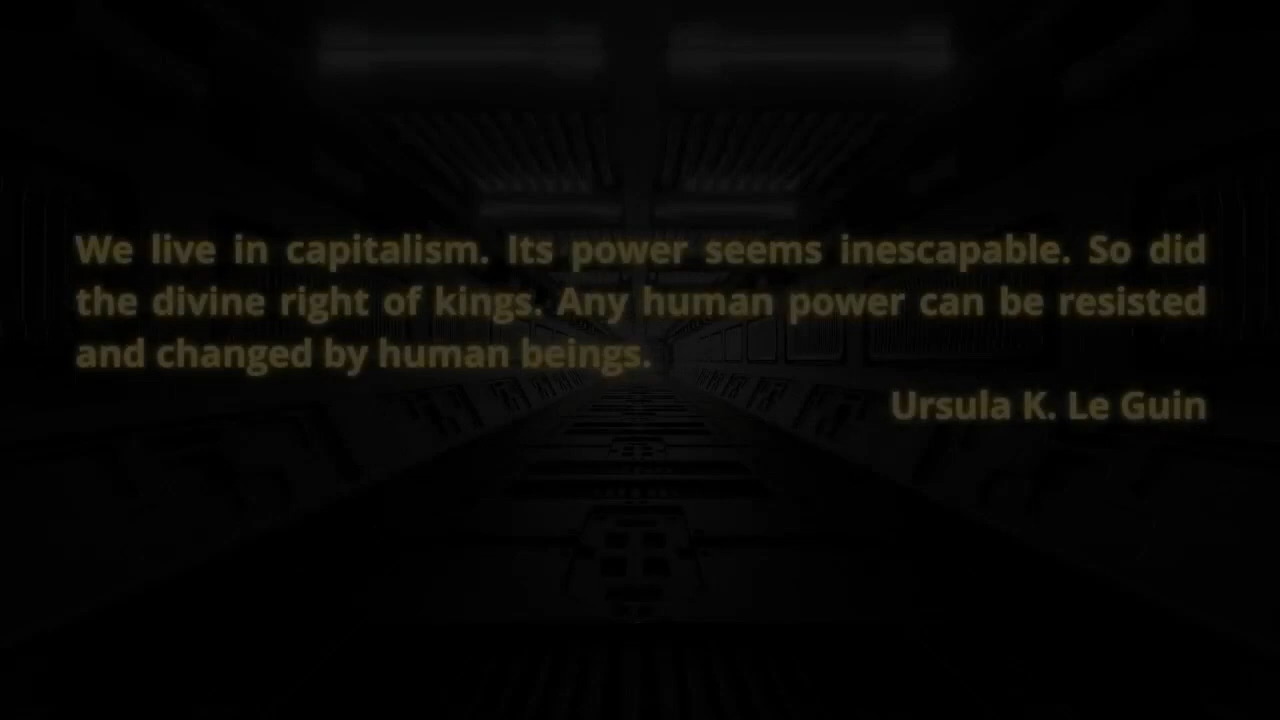 We live in capitalism. Its power seems inescapable. So did
the divine right of kings. Any human power can be resisted
and changed by human beings.
Ursula K. Le Guin